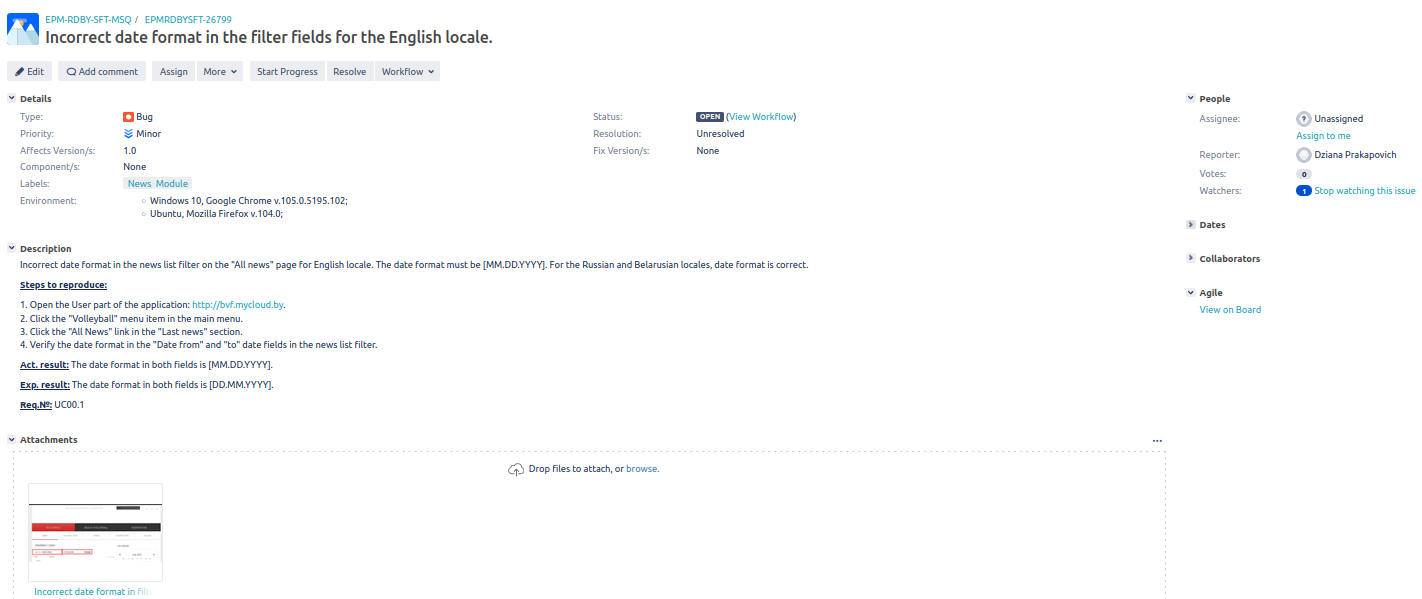 EPM-RDBY-SFT-MSQ / EPMRDBYSFT-26799
Incorrect date format in the filter fields for the English locale.
Edit Add comment Assign More Start Progress Resolve Workflow
Details
Type: Bug
Priority: Minor
Affects Version/s: 1.0
Component/s: None
Labels: News Module
Environment:
Windows 10, Google Chrome v.105.0.5195.102;
Ubuntu, Mozilla Firefox v.104.0;
Status: OPEN (View Workflow)
Resolution: Unresolved
Fix Version/s: None
Description
Incorrect date format in the news list filter on the "All news" page for English locale. The date format must be [MM.DD.YYYY]. For the Russian and Belarusian locales, date format is correct.
Steps to reproduce:
1. Open the User part of the application: http://bvf.mycloud.by.
2. Click the "Volleyball" menu item in the main menu.
3. Click the "All News" link in the "Last news" section.
4. Verify the date format in the "Date from" and "to" date fields in the news list filter.
Act. result: The date format in both fields is [MM.DD.YYYY].
Exp. result: The date format in both fields is [DD.MM.YYYY].
Req.№: UC00.1
Attachments
Drop files to attach, or browse.
Incorrect date format in filt
People
Assignee: Unassigned
Assign to me
Reporter: Dziana Prakapovich
Votes: 0
Watchers: 1 Stop watching this issue
Dates
Collaborators
Agile
View on Board